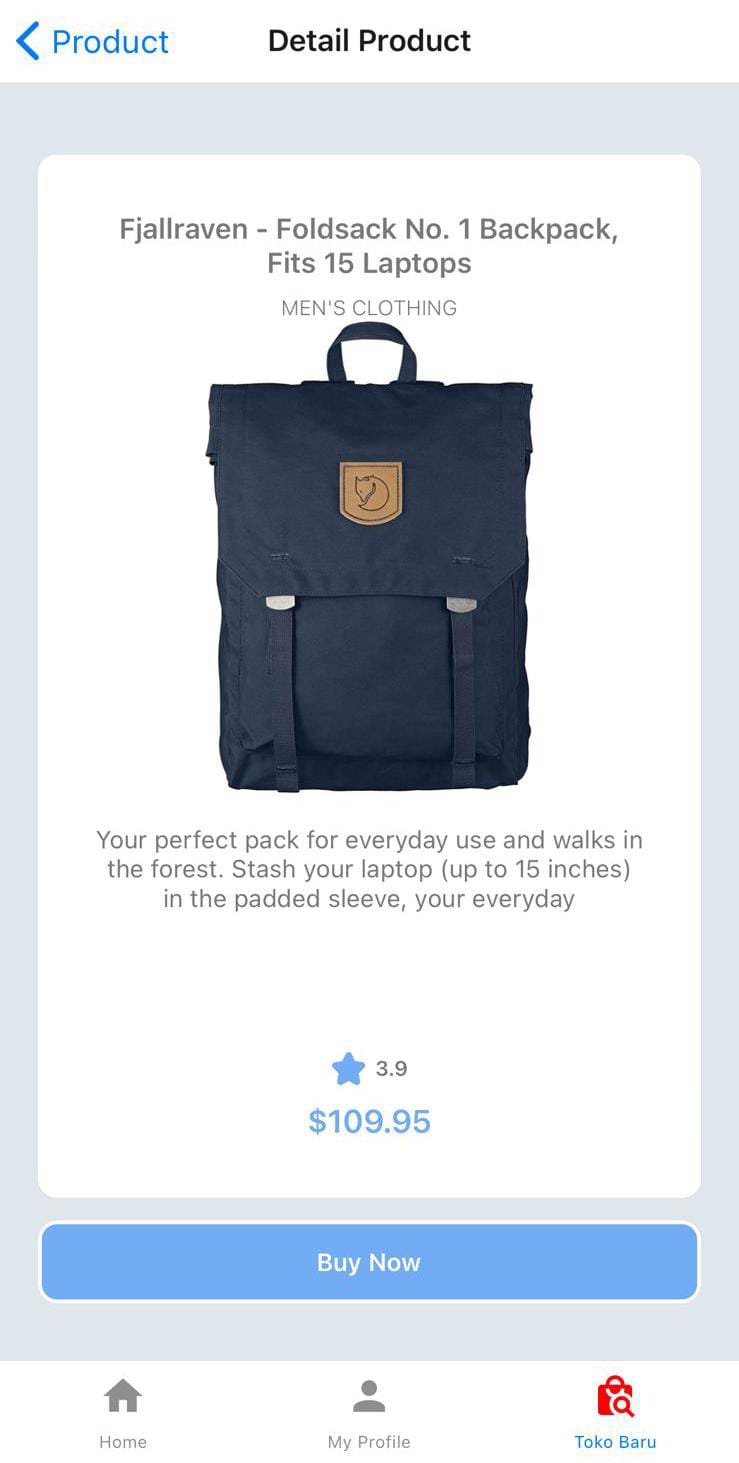 Product
Detail Product
Fjallraven - Foldsack No. 1 Backpack,
Fits 15 Laptops
MEN'S CLOTHING
Your perfect pack for everyday use and walks in
the forest. Stash your laptop (up to 15 inches)
in the padded sleeve, your everyday
3.9
$109.95
Buy Now
Home
My Profile
Toko Baru